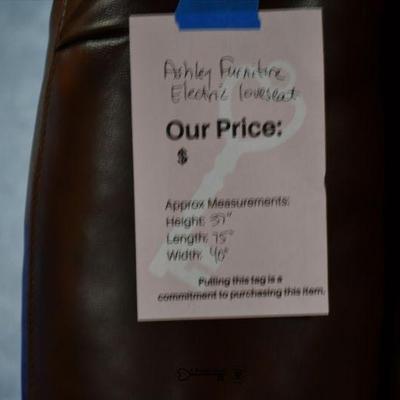 Ashley Furnitire
Electric loveseat
Our Price:
$
Approx Measurements:
Height: 37"
Length: 75"
Width: 40"
Pulling this tag is a
commitment to purchasing this item.